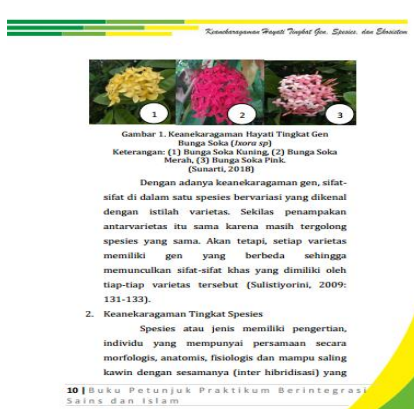 Keanekaragaman Hayati Tingkat Gen, Spesies, dan Ekosistem
1 2 3
Gambar 1. Keanekaragaman Hayati Tingkat Gen
Bunga Soka (Ixora sp)
Keterangan: (1) Bunga Soka Kuning, (2) Bunga Soka
Merah, (3) Bunga Soka Pink.
(Sunarti, 2018)
Dengan adanya keanekaragaman gen, sifat-
sifat di dalam satu spesies bervariasi yang dikenal
dengan istilah varietas. Sekilas penampakan
antarvarietas itu sama karena masih tergolong
spesies yang sama. Akan tetapi, setiap varietas
memiliki gen yang berbeda sehingga
memunculkan sifat-sifat khas yang dimiliki oleh
tiap-tiap varietas tersebut (Sulistiyorini, 2009:
131-133).
2. Keanekaragaman Tingkat Spesies
Spesies atau jenis memiliki pengertian,
individu yang mempunyai persamaan secara
morfologis, anatomis, fisiologis dan mampu saling
kawin dengan sesamanya (inter hibridisasi) yang
10 | Buku Petunjuk Praktikum Berintegrasi
Sains dan Islam